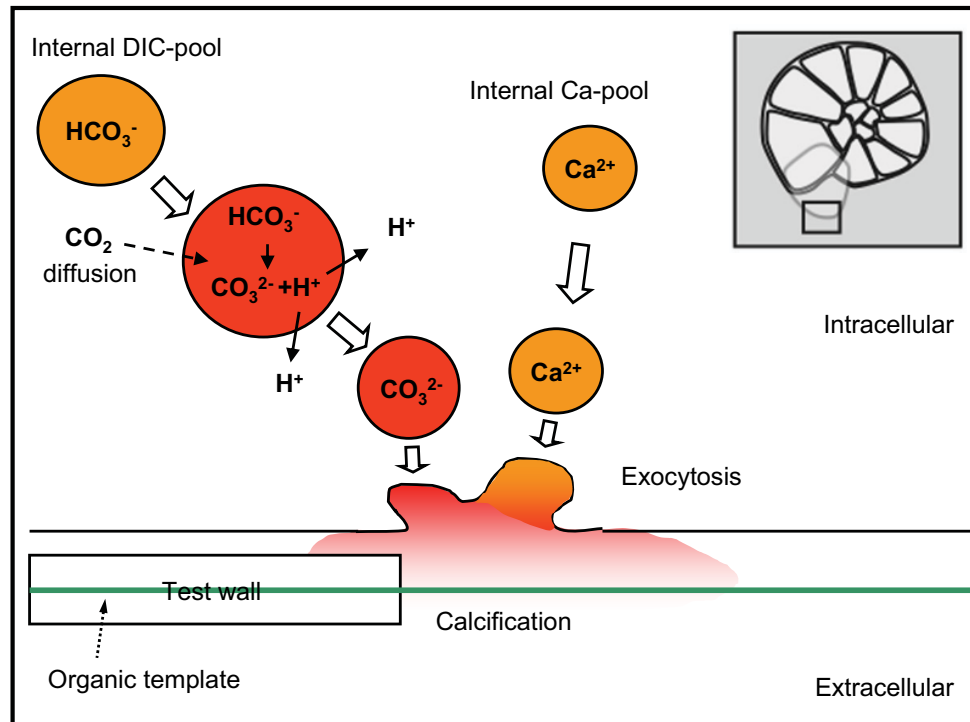 Internal DIC-pool
HCO₃⁻
Internal Ca-pool
Ca²⁺
HCO₃⁻
CO₂
diffusion
CO₃²⁻ +H⁺
H⁺
H⁺
Intracellular
CO₃²⁻
Ca²⁺
Exocytosis
Test wall
Calcification
Organic template
Extracellular